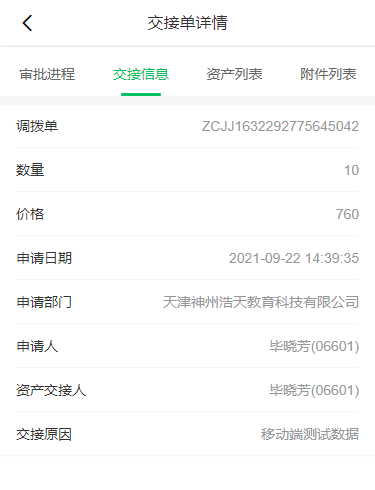 交接单详情
审批进程 交接信息 资产列表 附件列表
调拨单 ZCJJ1632292775645042
数量 10
价格 760
申请日期 2021-09-22 14:39:35
申请部门 天津神州浩天教育科技有限公司
申请人 毕晓芳(06601)
资产交接人 毕晓芳(06601)
交接原因 移动端测试数据